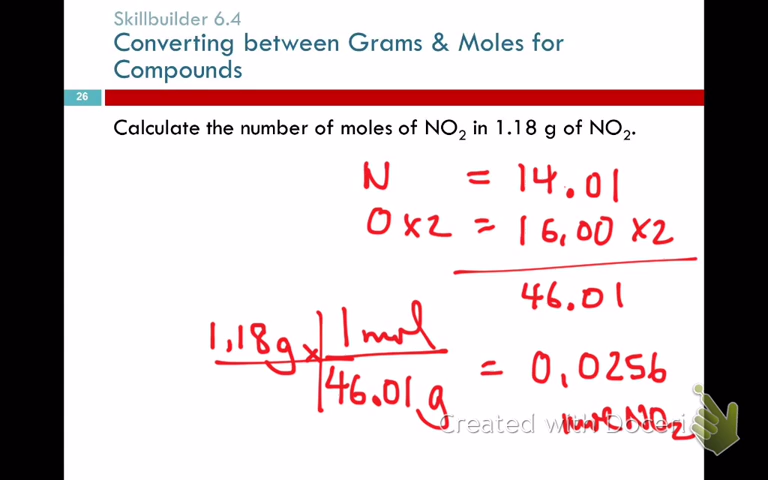 Skillbuilder 6.4
Converting between Grams & Moles for
Compounds
26
Calculate the number of moles of NO₂ in 1.18 g of NO₂.
N = 14.01
O x2 = 16.00 x2
46.01
1.18g x 1 mol
46.01 g
= 0.0256
mol NO₂
Created with Doceri